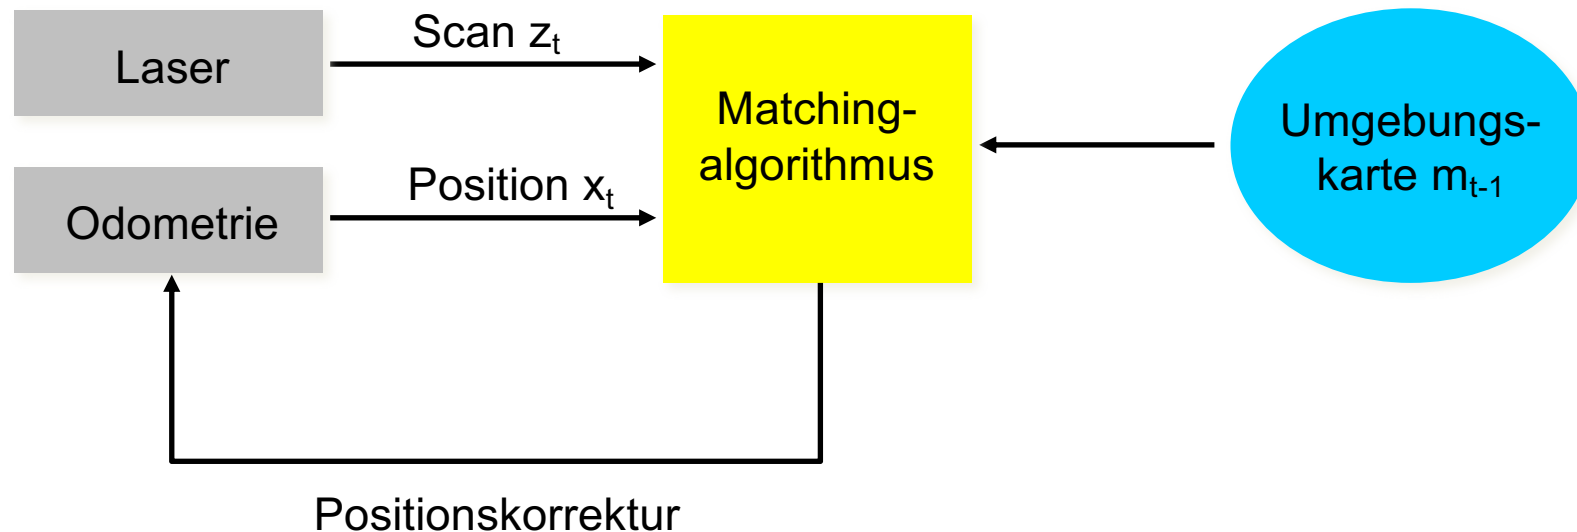 Laser
Scan zₜ
Matching-
algorithmus
Umgebungs-
karte mₜ₋₁
Odometrie
Position xₜ
Positionskorrektur